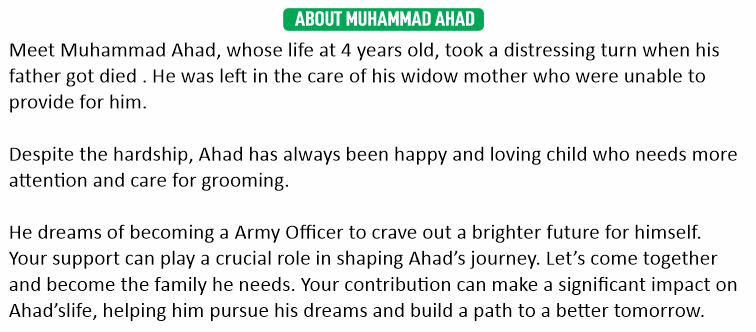 ABOUT MUHAMMAD AHAD
Meet Muhammad Ahad, whose life at 4 years old, took a distressing turn when his
father got died . He was left in the care of his widow mother who were unable to
provide for him.
Despite the hardship, Ahad has always been happy and loving child who needs more
attention and care for grooming.
He dreams of becoming a Army Officer to crave out a brighter future for himself.
Your support can play a crucial role in shaping Ahad’s journey. Let’s come together
and become the family he needs. Your contribution can make a significant impact on
Ahad’slife, helping him pursue his dreams and build a path to a better tomorrow.